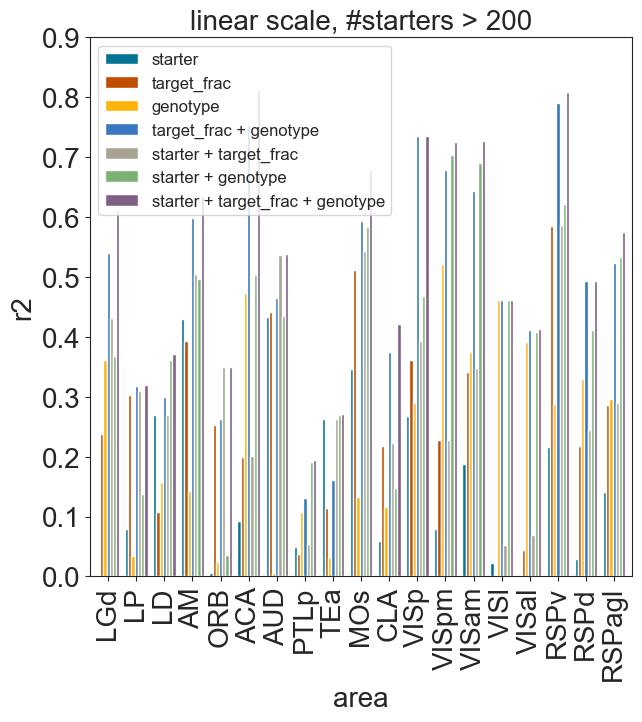 linear scale, #starters > 200
0.9
0.8
0.7
0.6
0.5
0.4
0.3
0.2
0.1
0.0
r2
starter
target_frac
genotype
target_frac + genotype
starter + target_frac
starter + genotype
starter + target_frac + genotype
LGd
LP
LD
AM
ORB
ACA
AUD
PTLp
TEa
MOs
CLA
VISp
VISpm
VISam
VISl
VISal
RSPv
RSPd
RSPagl
area